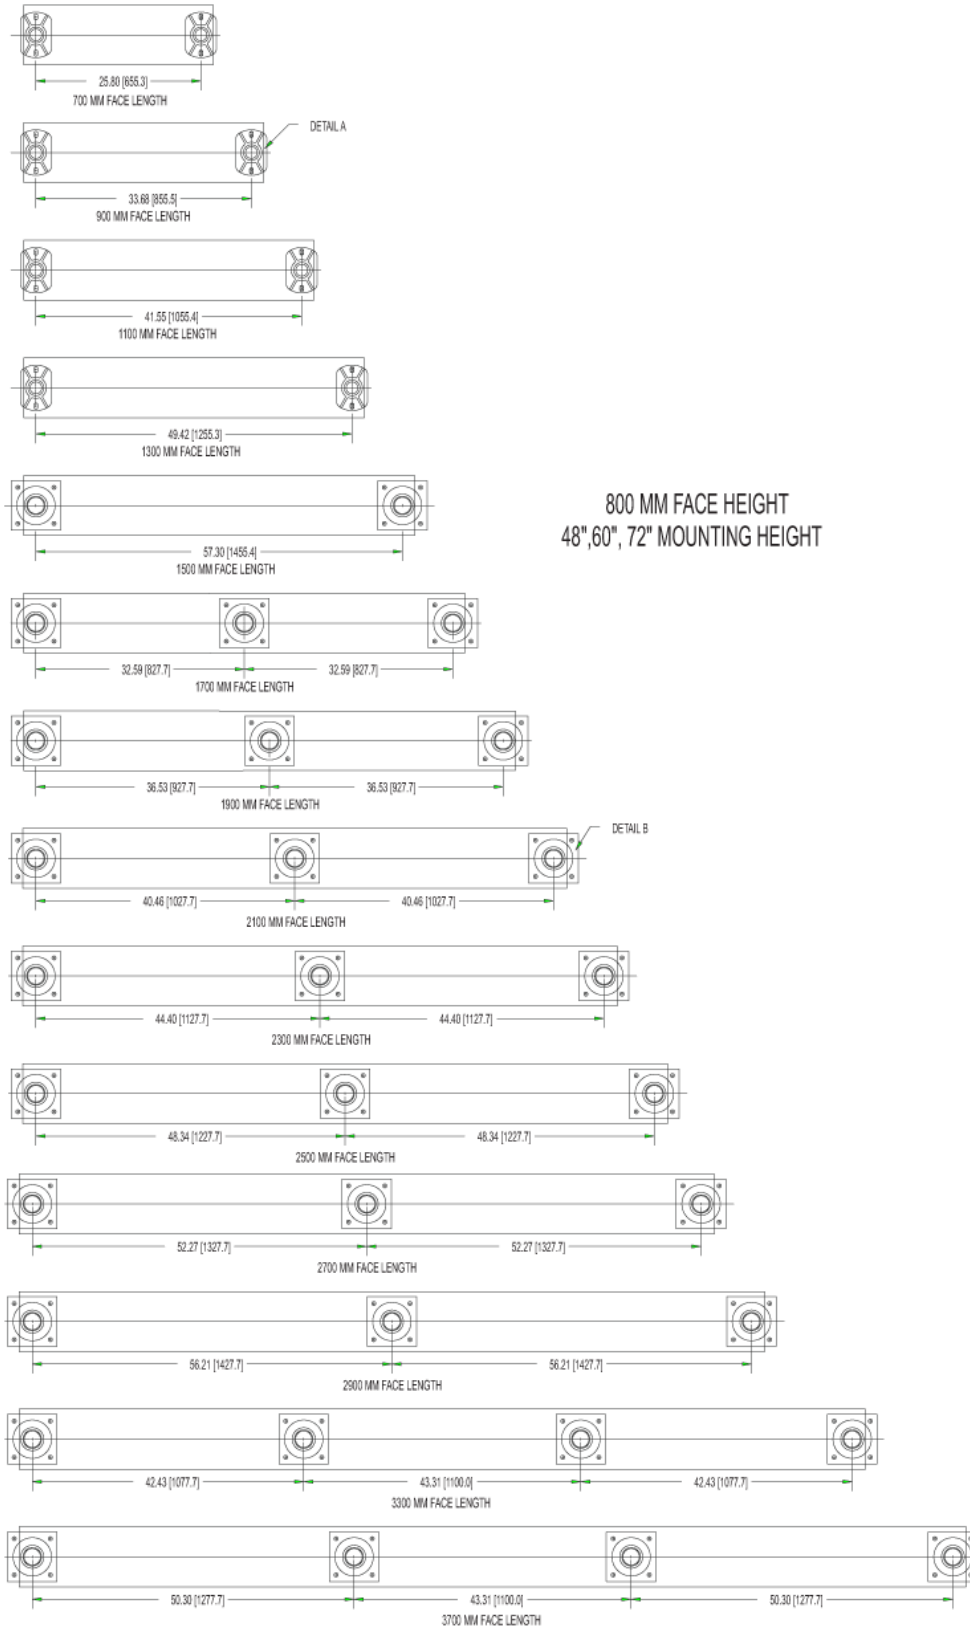 25.80 [655.3]
700 MM FACE LENGTH
DETAIL A
33.68 [855.5]
900 MM FACE LENGTH
41.55 [1055.4]
1100 MM FACE LENGTH
49.42 [1255.3]
1300 MM FACE LENGTH
800 MM FACE HEIGHT
48",60", 72" MOUNTING HEIGHT
57.30 [1455.4]
1500 MM FACE LENGTH
32.59 [827.7] 32.59 [827.7]
1700 MM FACE LENGTH
36.53 [927.7] 36.53 [927.7]
1900 MM FACE LENGTH
DETAIL B
40.46 [1027.7] 40.46 [1027.7]
2100 MM FACE LENGTH
44.40 [1127.7] 44.40 [1127.7]
2300 MM FACE LENGTH
48.34 [1227.7] 48.34 [1227.7]
2500 MM FACE LENGTH
52.27 [1327.7] 52.27 [1327.7]
2700 MM FACE LENGTH
56.21 [1427.7] 56.21 [1427.7]
2900 MM FACE LENGTH
42.43 [1077.7] 43.31 [1100.0] 42.43 [1077.7]
3300 MM FACE LENGTH
50.30 [1277.7] 43.31 [1100.0] 50.30 [1277.7]
3700 MM FACE LENGTH